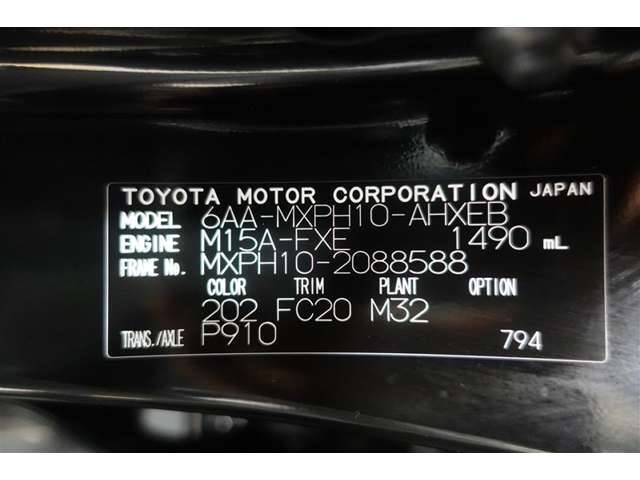 TOYOTA MOTOR CORPORATION JAPAN
MODEL 6AA-MXPH10-AHXEB
ENGINE M15A-FXE 1490 mL
FRAME No. MXPH10-2088588
COLOR TRIM PLANT OPTION
202 FC20 M32
TRANS./AXLE P910 794